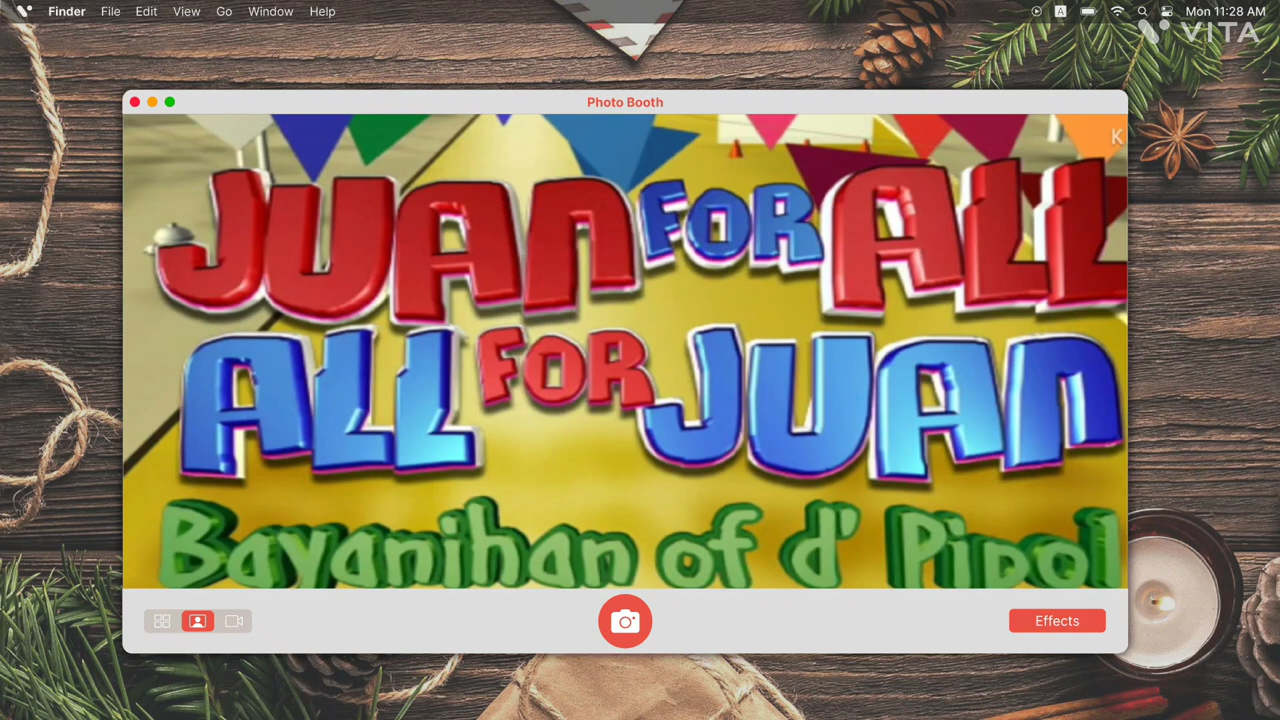 Finder File Edit View Go Window Help
A Mon 11:28 AM
VITA
Photo Booth
K
JUAN FOR ALL
ALL FOR JUAN
Bayanihan of d' Pipol
Effects